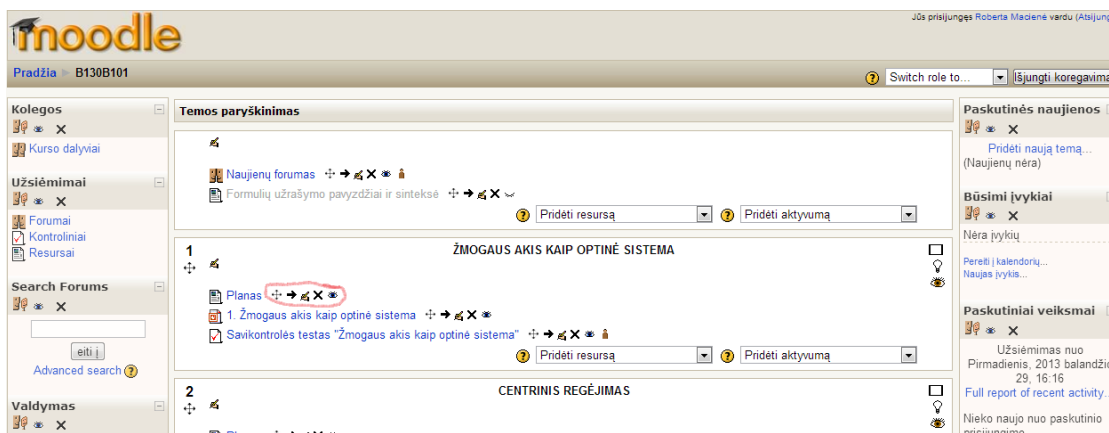 moodle
Jūs prisijungęs Roberta Macienė vardu (Atsijung
Pradžia ► B130B101
Switch role to...
Išjungti koregavima
Kolegos
Kurso dalyviai
Užsiėmimai
Forumai
Kontroliniai
Resursai
Search Forums
eiti į
Advanced search
Valdymas
Temos paryškinimas
Naujienų forumas
Formulių užrašymo pavyzdžiai ir sinteksė
Pridėti resursą
Pridėti aktyvumą
1
ŽMOGAUS AKIS KAIP OPTINĖ SISTEMA
Planas
1. Žmogaus akis kaip optinė sistema
Savikontrolės testas "Žmogaus akis kaip optinė sistema"
Pridėti resursą
Pridėti aktyvumą
2
CENTRINIS REGĖJIMAS
Paskutinės naujienos
Pridėti naują temą...
(Naujienų nėra)
Būsimi įvykiai
Nėra įvykių
Pereiti į kalendorių...
Naujas įvykis...
Paskutiniai veiksmai
Užsiėmimas nuo
Pirmadienis, 2013 balandžio
29, 16:16
Full report of recent activity...
Nieko naujo nuo paskutinio